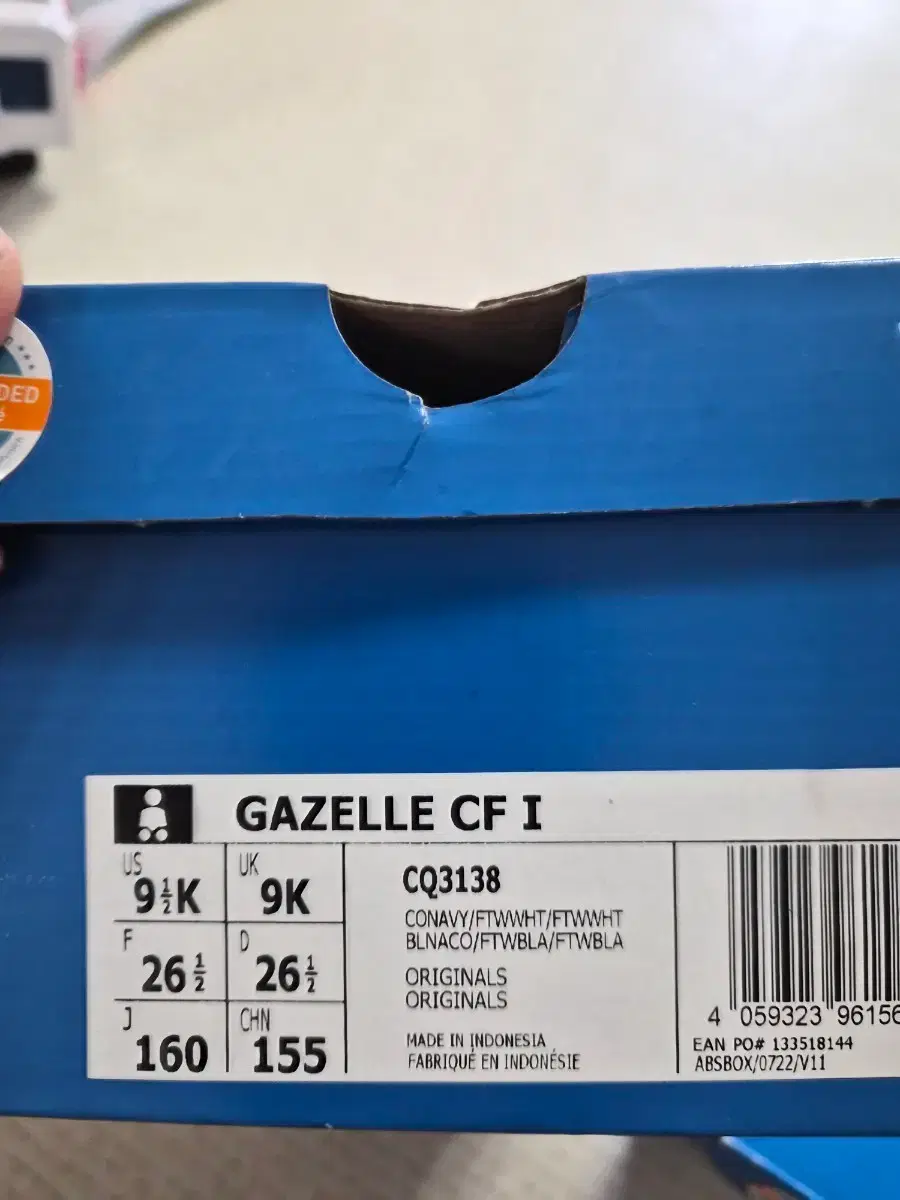 DED
GAZELLE CF I
US
9½K
UK
9K
F
26½
D
26½
J
160
CHN
155
CQ3138
CONAVY/FTWWHT/FTWWHT
BLNACO/FTWBLA/FTWBLA
ORIGINALS
ORIGINALS
MADE IN INDONESIA
FABRIQUÉ EN INDONÉSIE
4 059323 96156
EAN PO# 133518144
ABSBOX/0722/V11